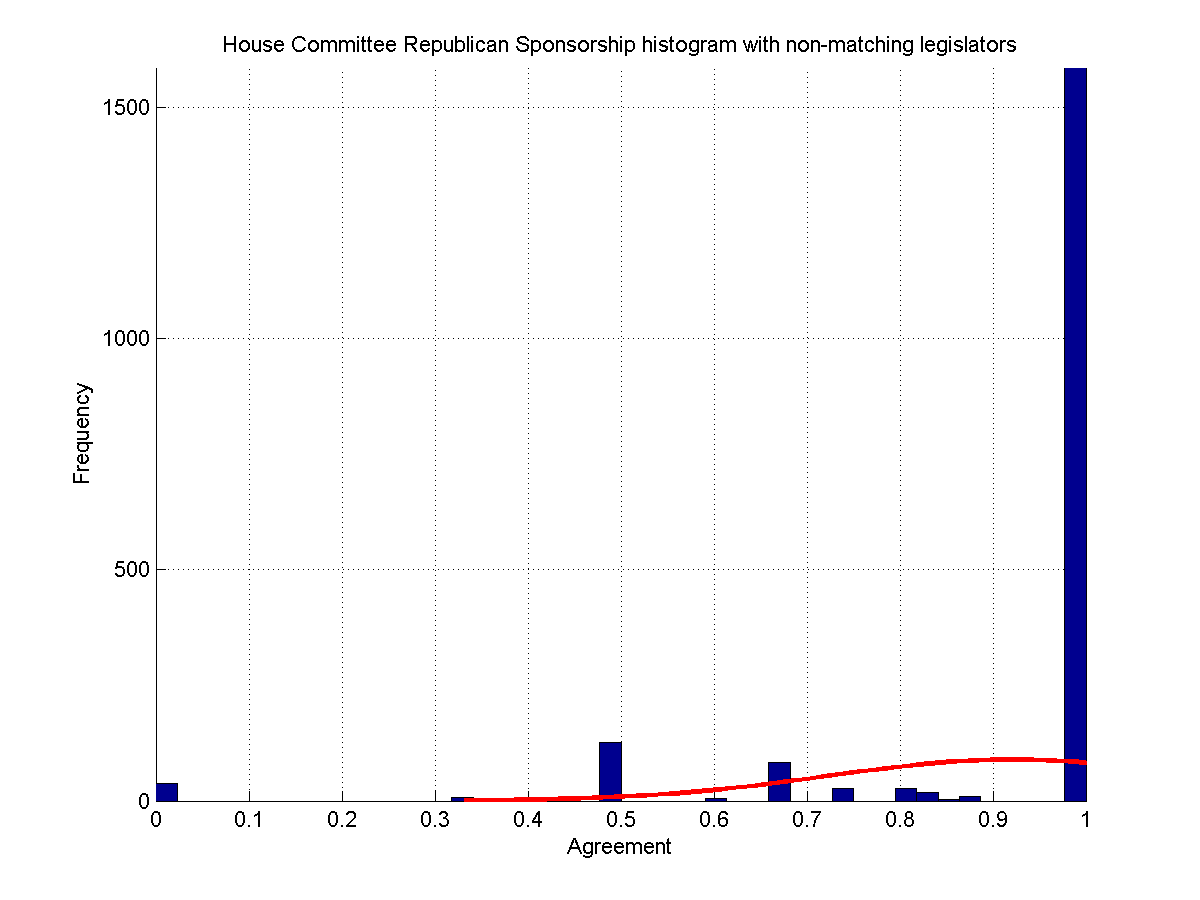 House Committee Republican Sponsorship histogram with non-matching legislators
1500
1000
500
0
Frequency
0 0.1 0.2 0.3 0.4 0.5 0.6 0.7 0.8 0.9 1
Agreement